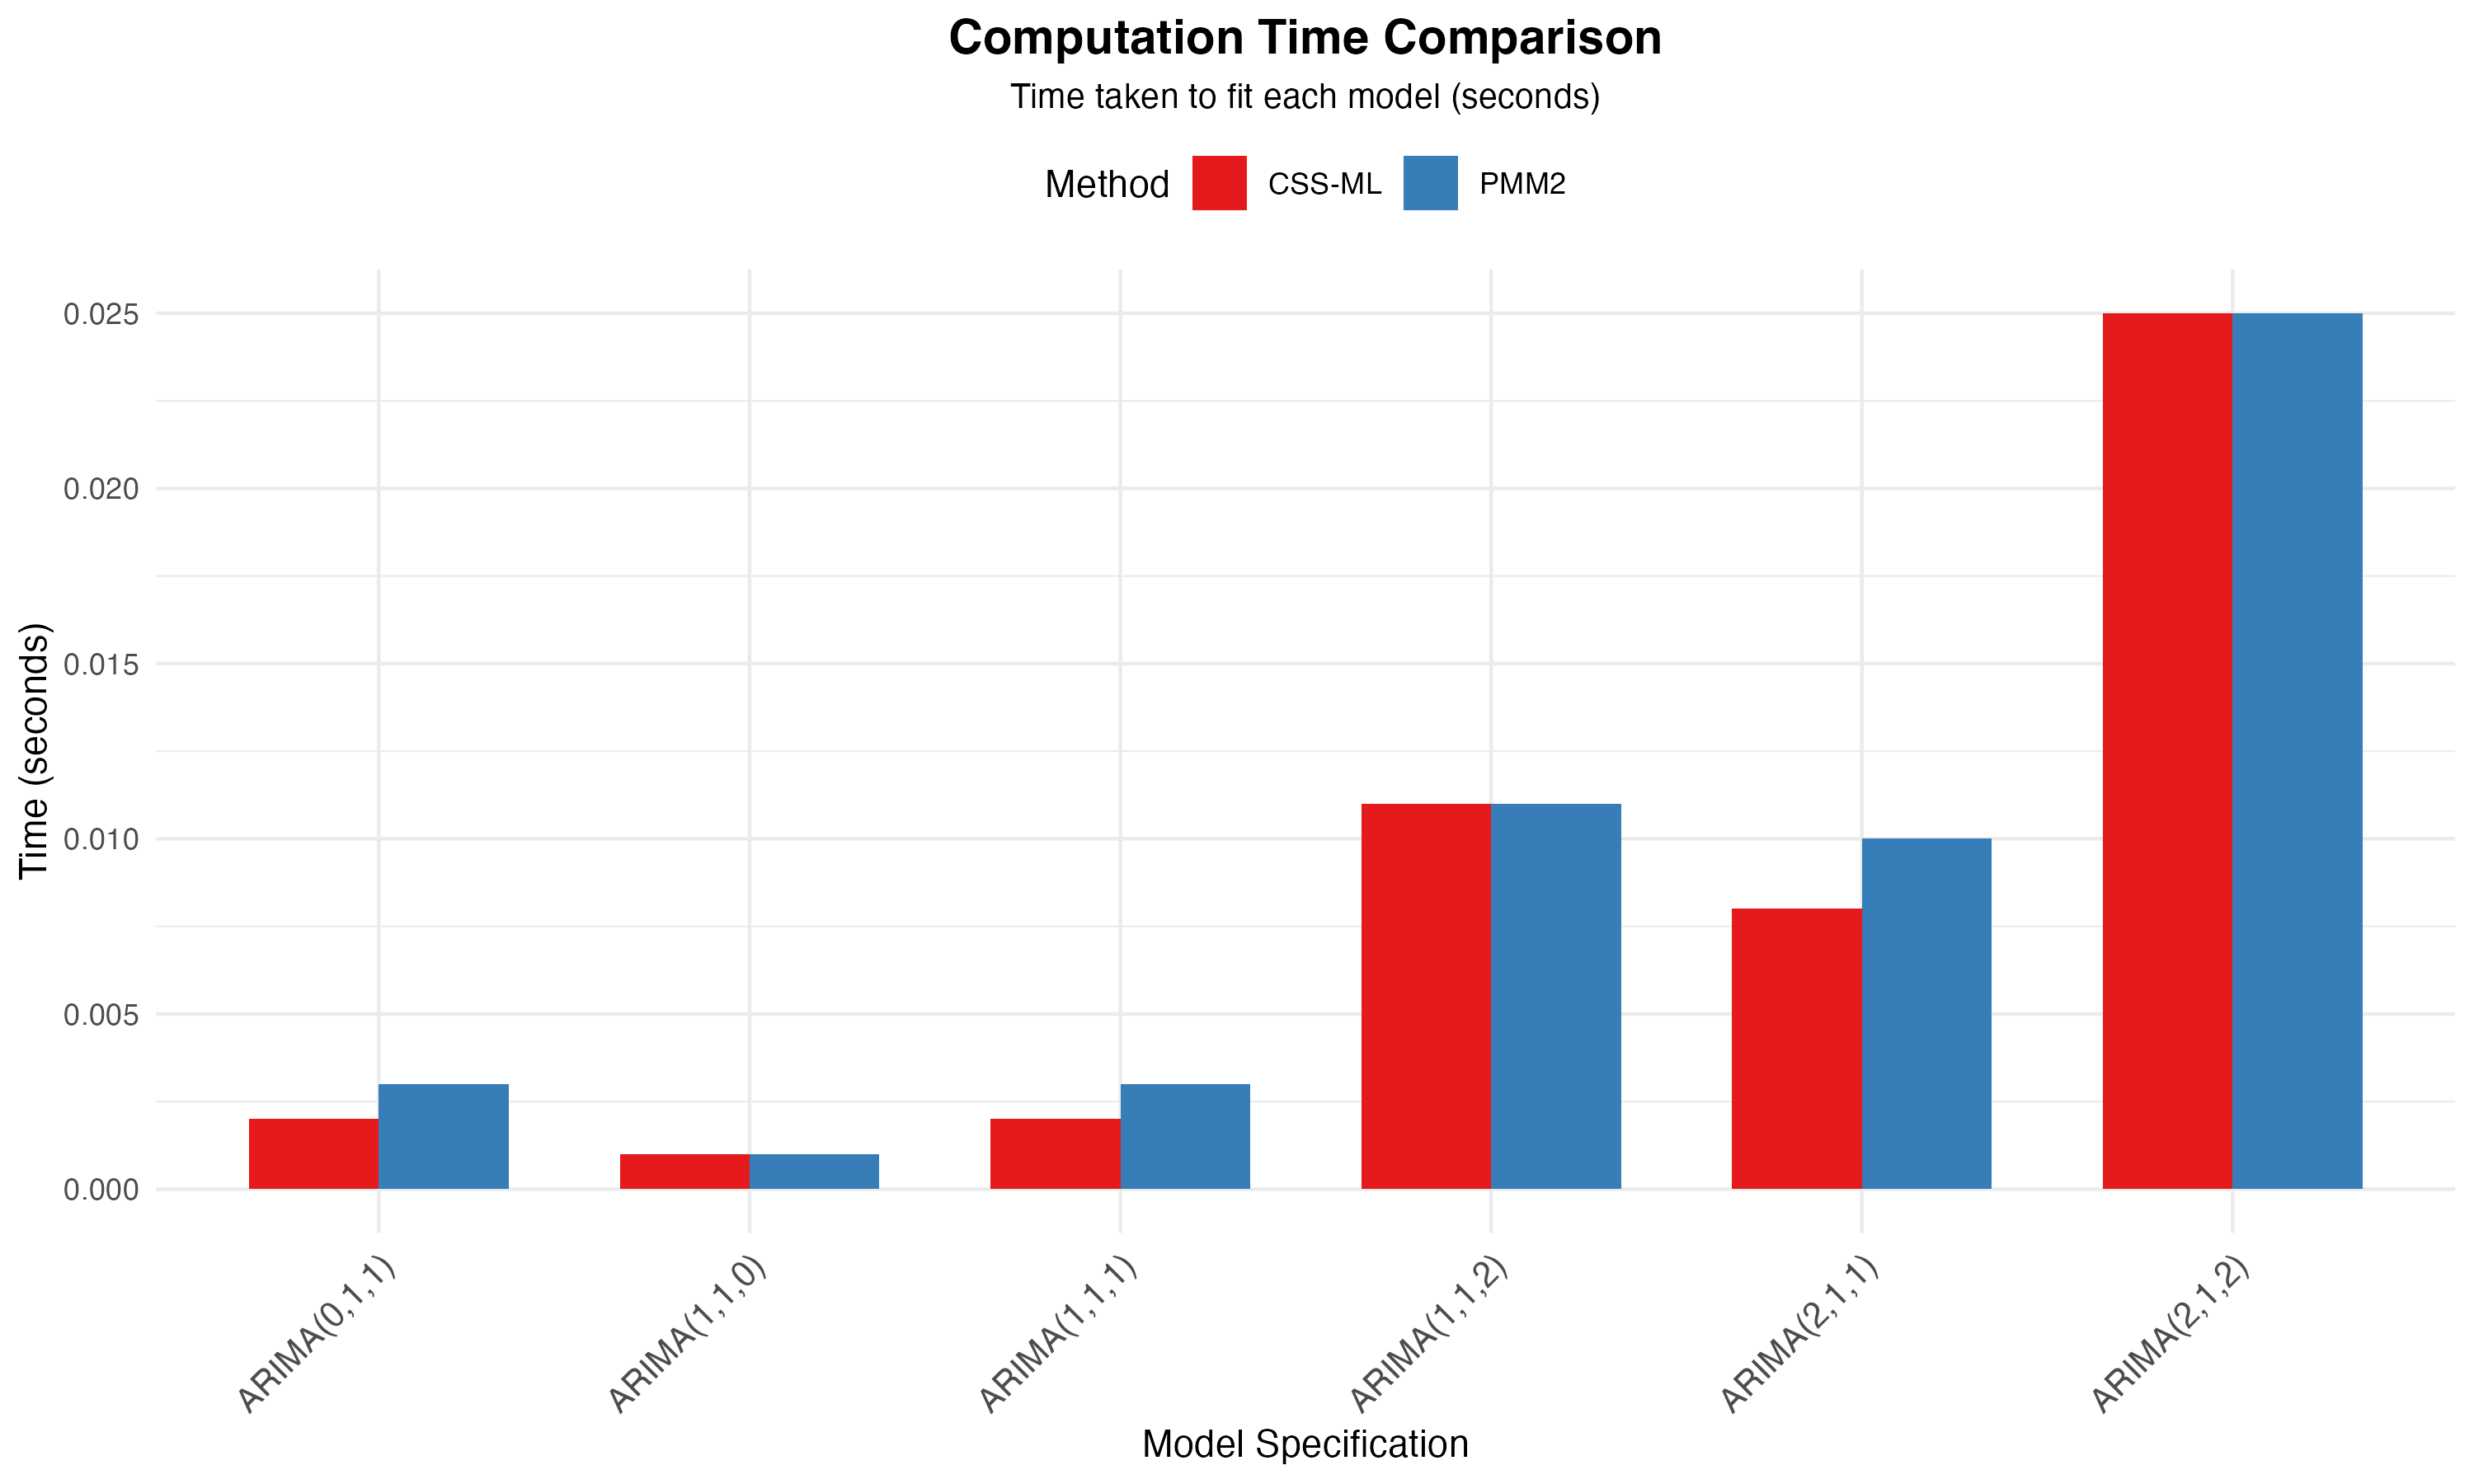 Computation Time Comparison
Time taken to fit each model (seconds)
Method CSS-ML PMM2
Time (seconds)
0.025
0.020
0.015
0.010
0.005
0.000
ARIMA(0,1,1)
ARIMA(1,1,0)
ARIMA(1,1,1)
ARIMA(1,1,2)
ARIMA(2,1,1)
ARIMA(2,1,2)
Model Specification